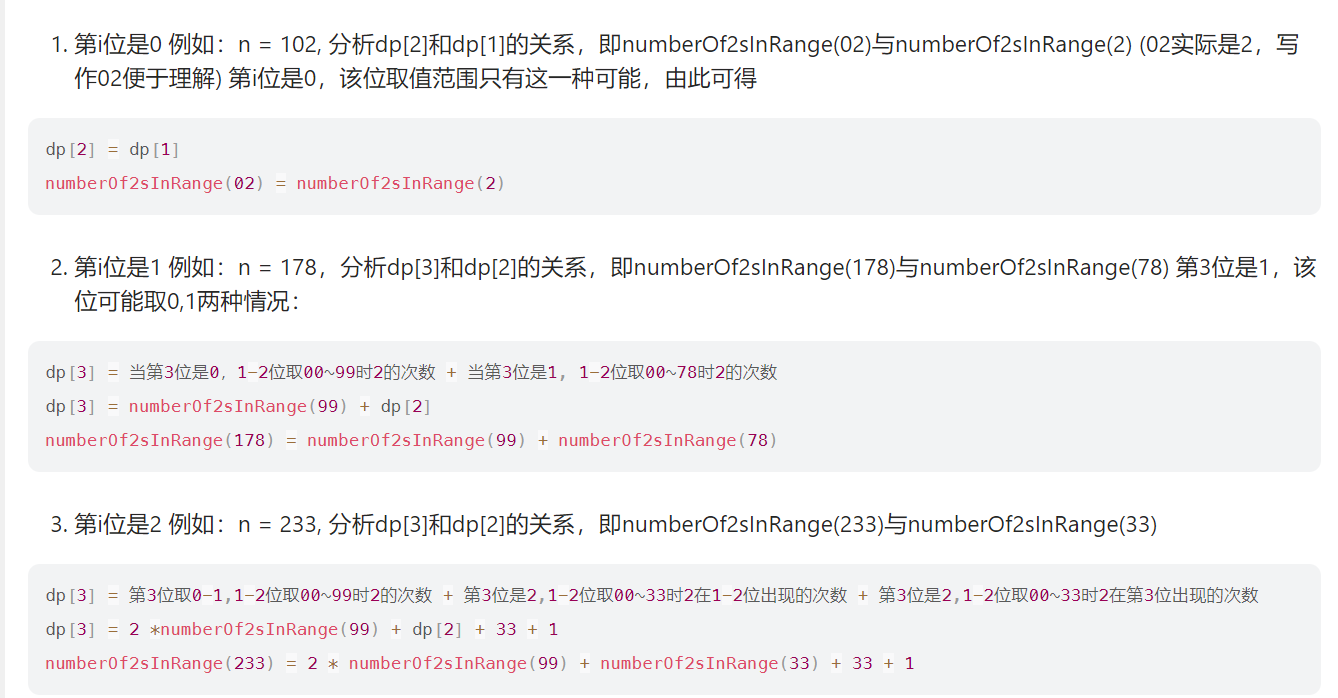 1. 第i位是0 例如：n = 102, 分析dp[2]和dp[1]的关系，即numberOf2sInRange(02)与numberOf2sInRange(2) (02实际是2，写
作02便于理解) 第i位是0，该位取值范围只有这一种可能，由此可得
dp[2] = dp[1]
numberOf2sInRange(02) = numberOf2sInRange(2)
2. 第i位是1 例如：n = 178，分析dp[3]和dp[2]的关系，即numberOf2sInRange(178)与numberOf2sInRange(78) 第3位是1，该
位可能取0,1两种情况：
dp[3] = 当第3位是0，1-2位取00~99时2的次数 + 当第3位是1, 1-2位取00~78时2的次数
dp[3] = numberOf2sInRange(99) + dp[2]
numberOf2sInRange(178) = numberOf2sInRange(99) + numberOf2sInRange(78)
3. 第i位是2 例如：n = 233, 分析dp[3]和dp[2]的关系，即numberOf2sInRange(233)与numberOf2sInRange(33)
dp[3] = 第3位取0-1,1-2位取00~99时2的次数 + 第3位是2,1-2位取00~33时2在1-2位出现的次数 + 第3位是2,1-2位取00~33时2在第3位出现的次数
dp[3] = 2 *numberOf2sInRange(99) + dp[2] + 33 + 1
numberOf2sInRange(233) = 2 * numberOf2sInRange(99) + numberOf2sInRange(33) + 33 + 1